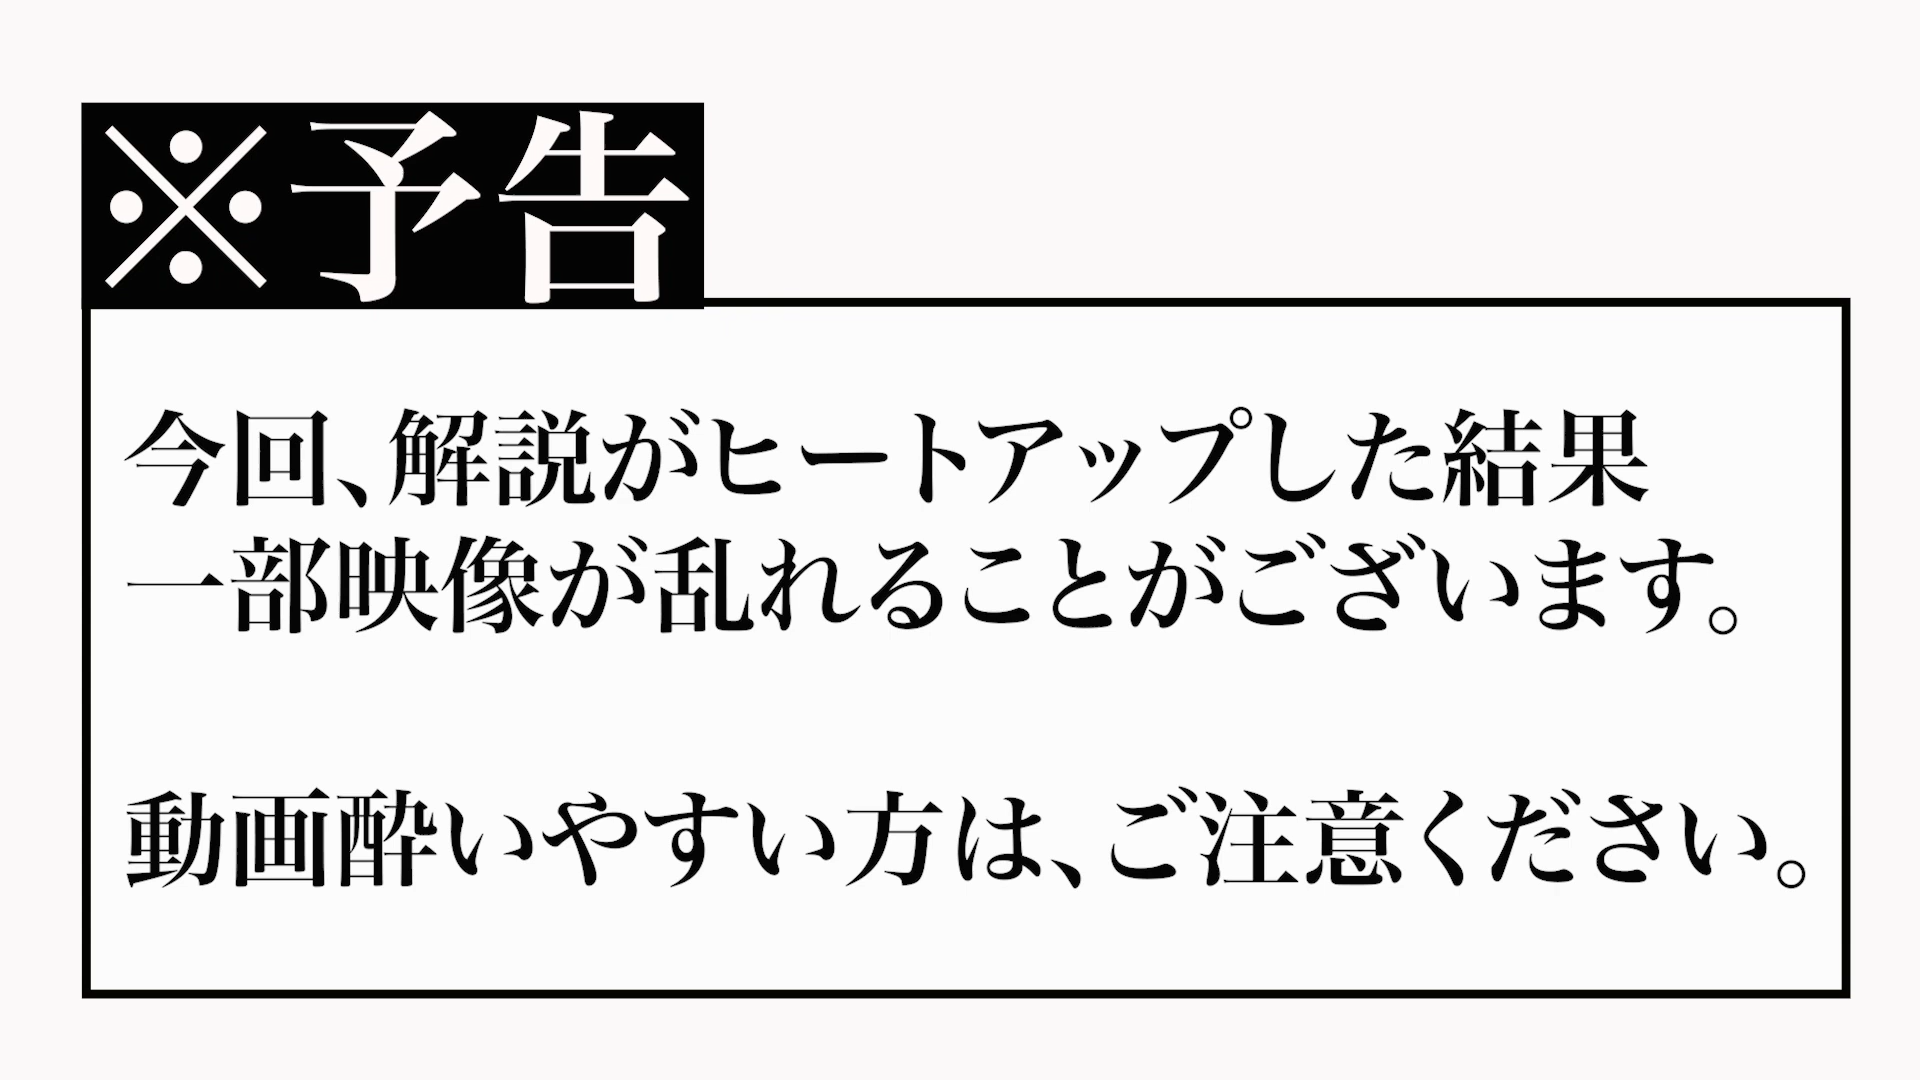 ※予告
今回、解説がヒートアップした結果
一部映像が乱れることがございます。
動画酔いやすい方は、ご注意ください。